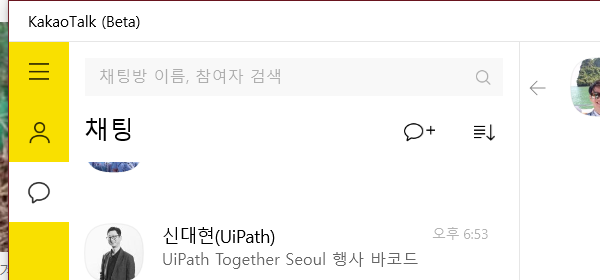 KakaoTalk (Beta)
채팅방 이름, 참여자 검색
채팅
신대현(UiPath)
오후 6:53
UiPath Together Seoul 행사 바코드